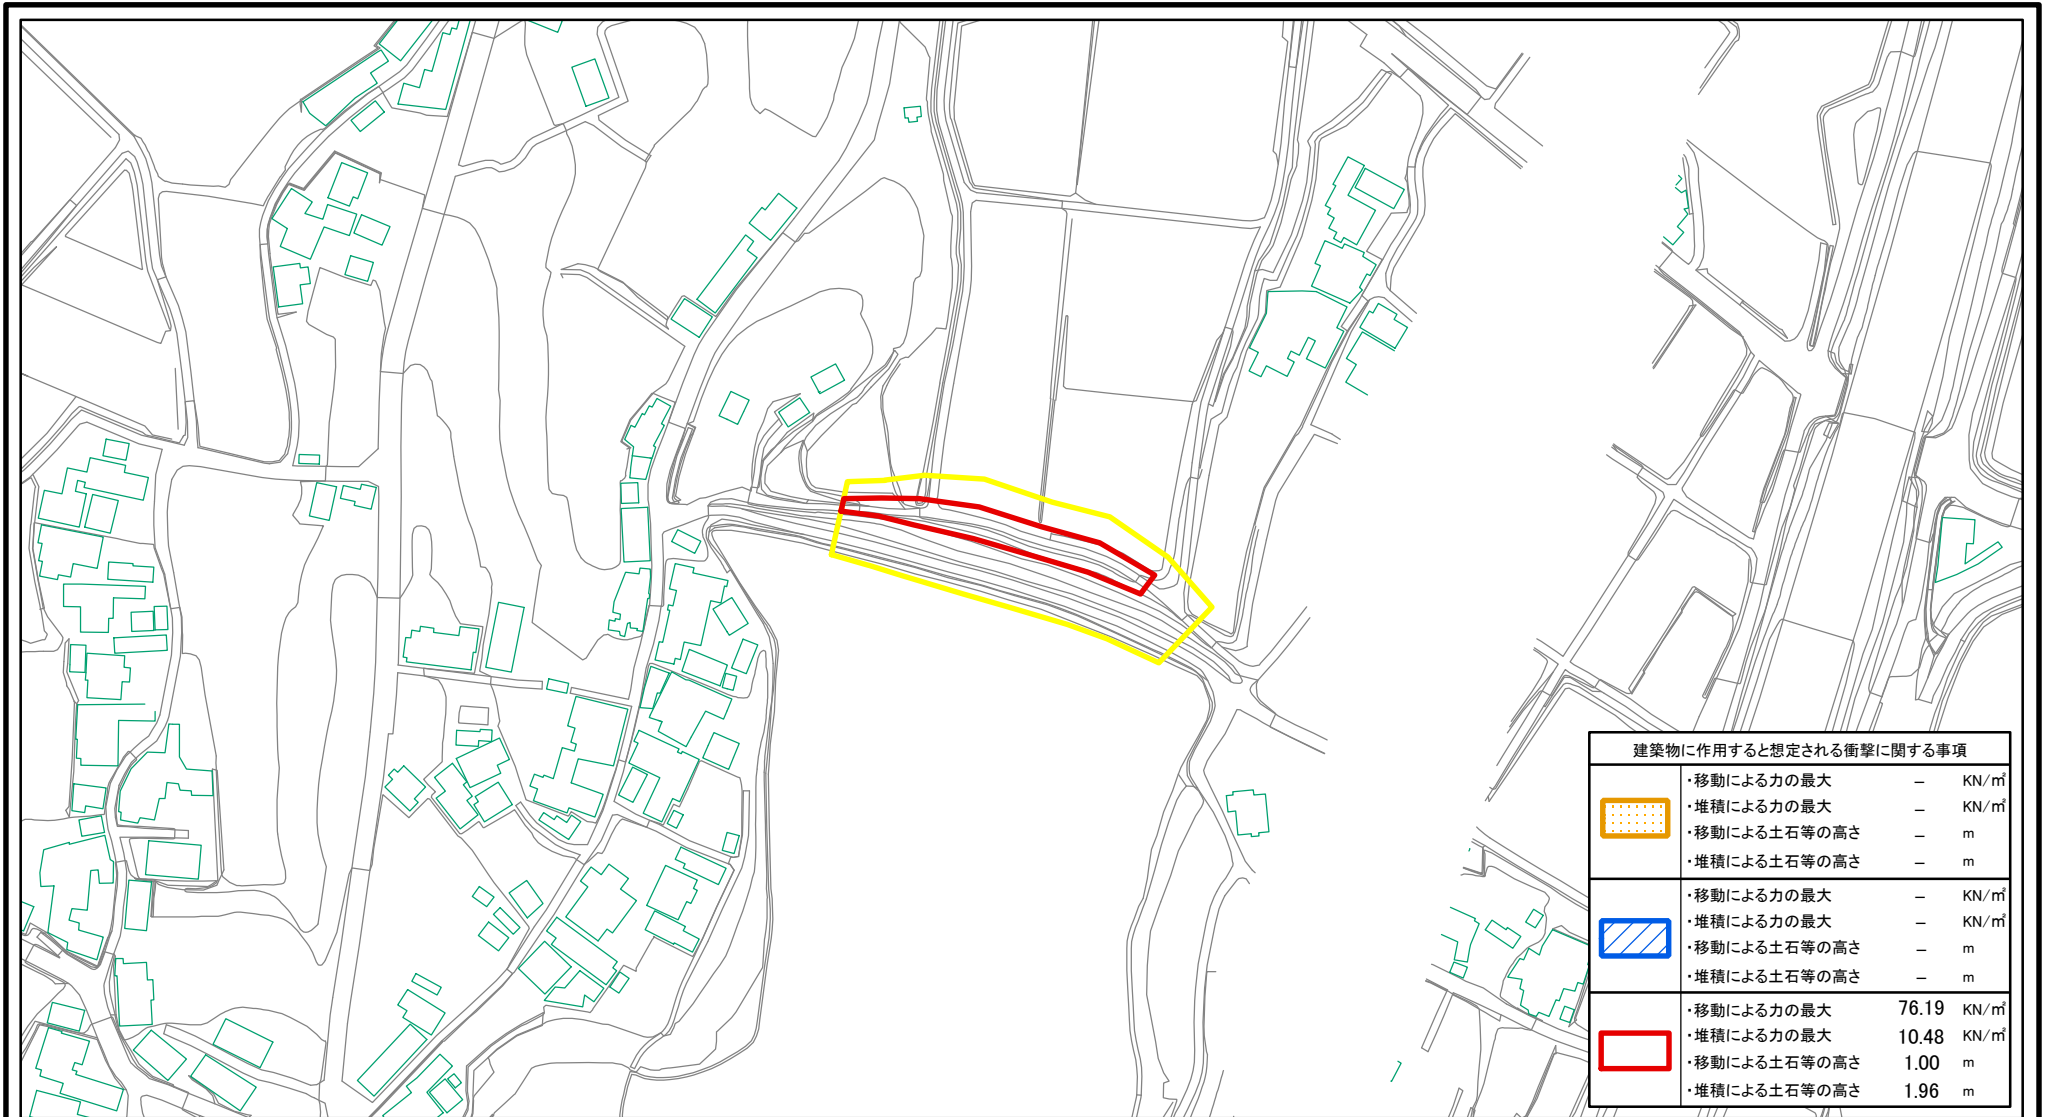 建築物に作用すると想定される衝撃に関する事項
・移動による力の最大 － KN/㎡
・堆積による力の最大 － KN/㎡
・移動による土石等の高さ － m
・堆積による土石等の高さ － m
・移動による力の最大 － KN/㎡
・堆積による力の最大 － KN/㎡
・移動による土石等の高さ － m
・堆積による土石等の高さ － m
・移動による力の最大 76.19 KN/㎡
・堆積による力の最大 10.48 KN/㎡
・移動による土石等の高さ 1.00 m
・堆積による土石等の高さ 1.96 m